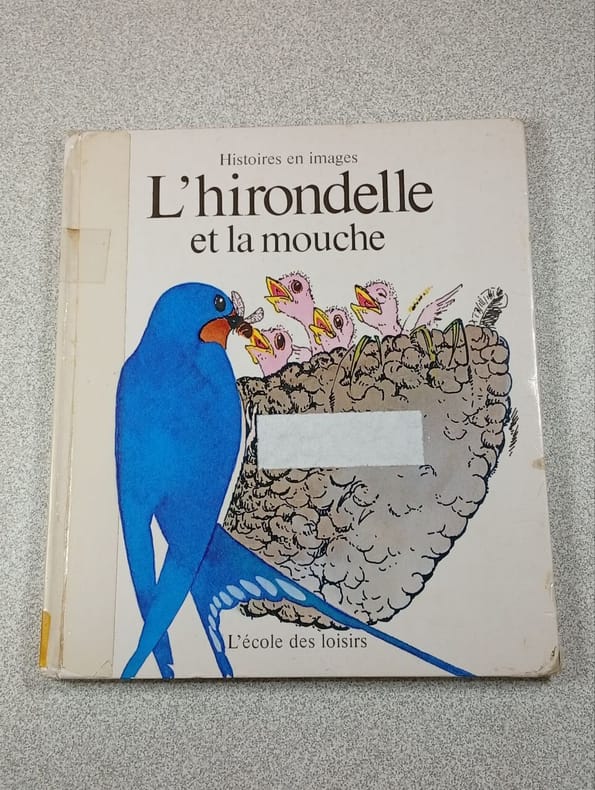 Histoires en images
L'hirondelle
et la mouche
L'école des loisirs